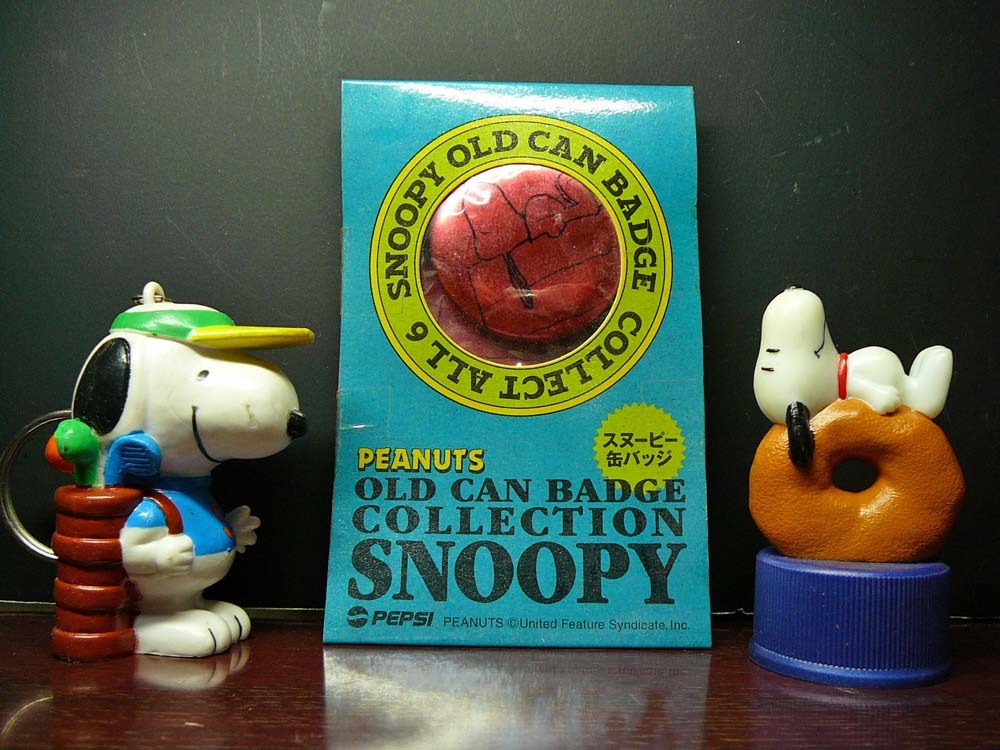 SNOOPY OLD CAN BADGE
COLLECT ALL 6
スヌーピー
缶バッジ
PEANUTS
OLD CAN BADGE
COLLECTION
SNOOPY
PEPSI PEANUTS ©United Feature Syndicate, Inc.